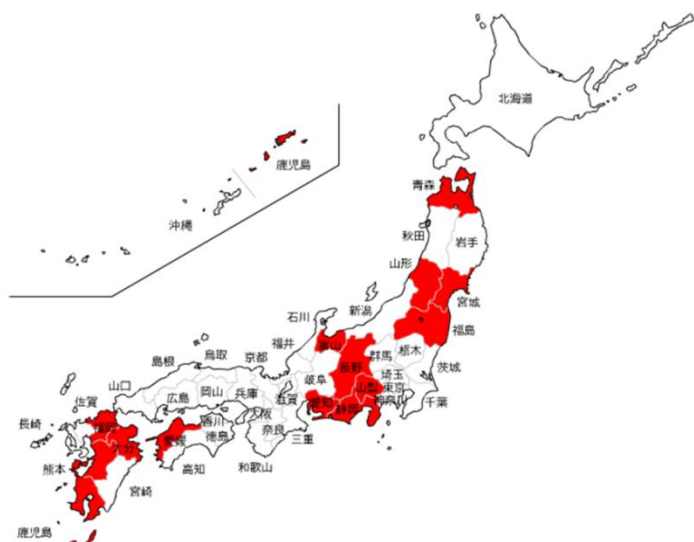 北海道
鹿児島
青森
沖縄
秋田
岩手
山形
宮城
新潟
石川
福島
富山
福井
群馬
栃木
鳥取
京都
島根
長野
茨城
岐阜
埼玉
山口
岡山
兵庫
滋賀
山梨
東京
広島
愛知
静岡
神奈川
千葉
佐賀
大阪
香川
長崎
福岡
奈良
徳島
愛媛
三重
大分
熊本
高知
和歌山
宮崎
鹿児島